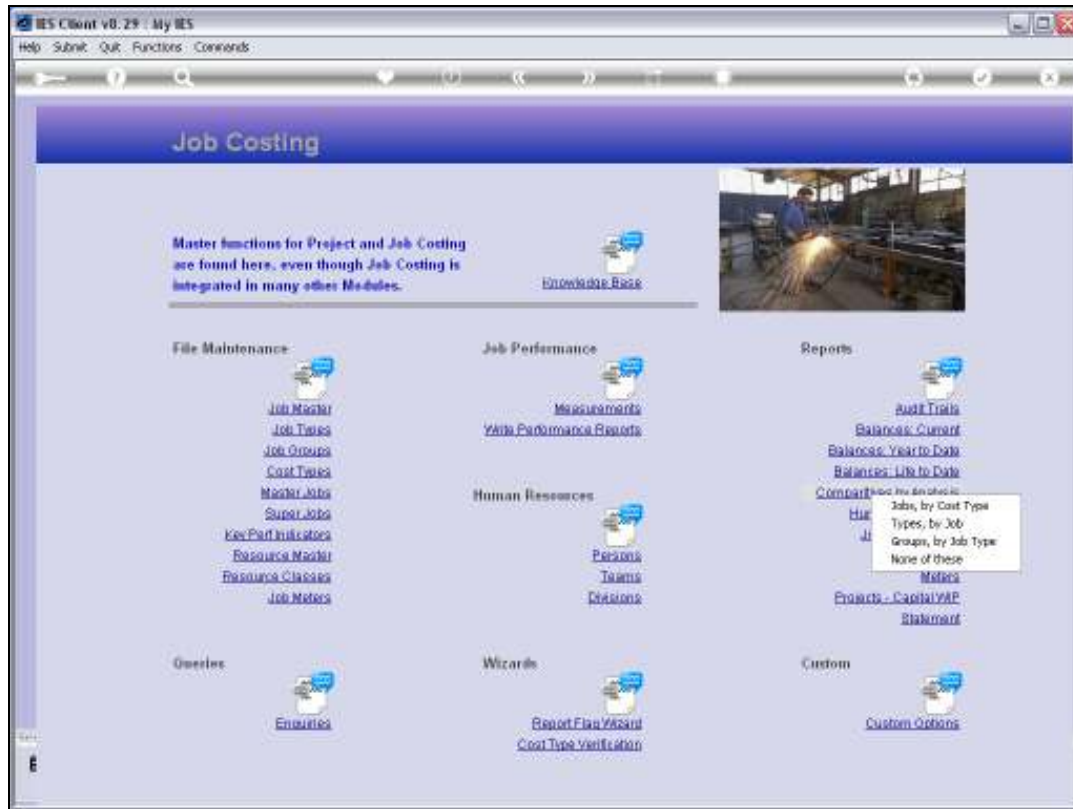 IES Client v8.29 : My IES
Help Submit Quit Functions Commands
Job Costing
Master functions for Project and Job Costing
are found here, even though Job Costing is
integrated in many other Modules.
Knowledge Base
File Maintenance
Job Master
Job Types
Job Groups
Cost Types
Master Jobs
Super Jobs
Key Perf Indicators
Resource Master
Resource Classes
Job Meters
Job Performance
Measurements
Write Performance Reports
Human Resources
Persons
Teams
Divisions
Reports
Audit Trails
Balances: Current
Balances: Year to Date
Balances: Life to Date
Comparitives by Analysis
Jobs, by Cost Type
Types, by Job
Groups, by Job Type
None of these
Meters
Projects - Capital WIP
Statement
Queries
Enquiries
Wizards
Report Flag Wizard
Cost Type Verification
Custom
Custom Options